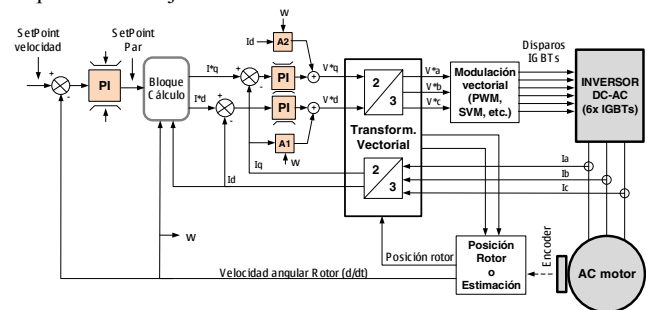 SetPoint
velocidad
SetPoint
Par
W
Id
A2
Disparos
IGBTs
+
-
PI
Bloque
Cálculo
I*q
I*d
+
-
+
-
PI
PI
+
+
V*q
V*d
A1
W
Iq
Id
2
3
Transform.
Vectorial
2
3
V*a
V*b
V*c
Modulación
vectorial
(PWM,
SVM, etc.)
INVERSOR
DC-AC
(6x IGBTs)
Ia
Ib
Ic
W
Posición rotor
Velocidad angular Rotor (d/dt)
Posición
Rotor
o
Estimación
Encoder
AC motor